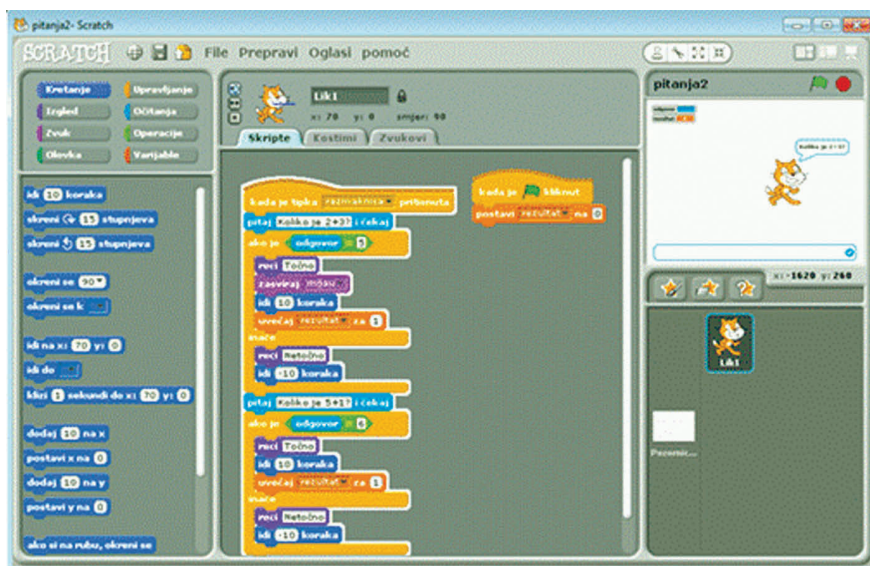 pitanja2- Scratch
SCRATCH File Prepravi Oglasi pomoć
Kretanje Upravljanje
Izgled Očitanja
Zvuk Operacije
Olovka Varijable
idi 10 koraka
skreni 15 stupnjeva
skreni 15 stupnjeva
okreni se 90
okreni se k
idi na x: 70 y: 0
idi do
klizi 1 sekundi do x: 70 y: 0
dodaj 10 na x
postavi x na 0
dodaj 10 na y
postavi y na 0
ako si na rubu, okreni se
Lik1
x: 70 y: 0 smjer: 90
Skripte Kostimi Zvukovi
kada je tipka razmaknica pritisnuta
pitaj Koliko je 2+3? i čekaj
ako je odgovor = 5
reci Točno
zasviraj
idi 10 koraka
uvećaj rezultat za 1
inače
reci Netočno
idi -10 koraka
pitaj Koliko je 5+1? i čekaj
ako je odgovor = 6
reci Točno
idi 10 koraka
uvećaj rezultat za 1
inače
reci Netočno
idi -10 koraka
kada je kliknut
postavi rezultat na 0
pitanja2
odgovor
rezultat
Koliko je 2+3?
x: -1620 y: 260
Lik1